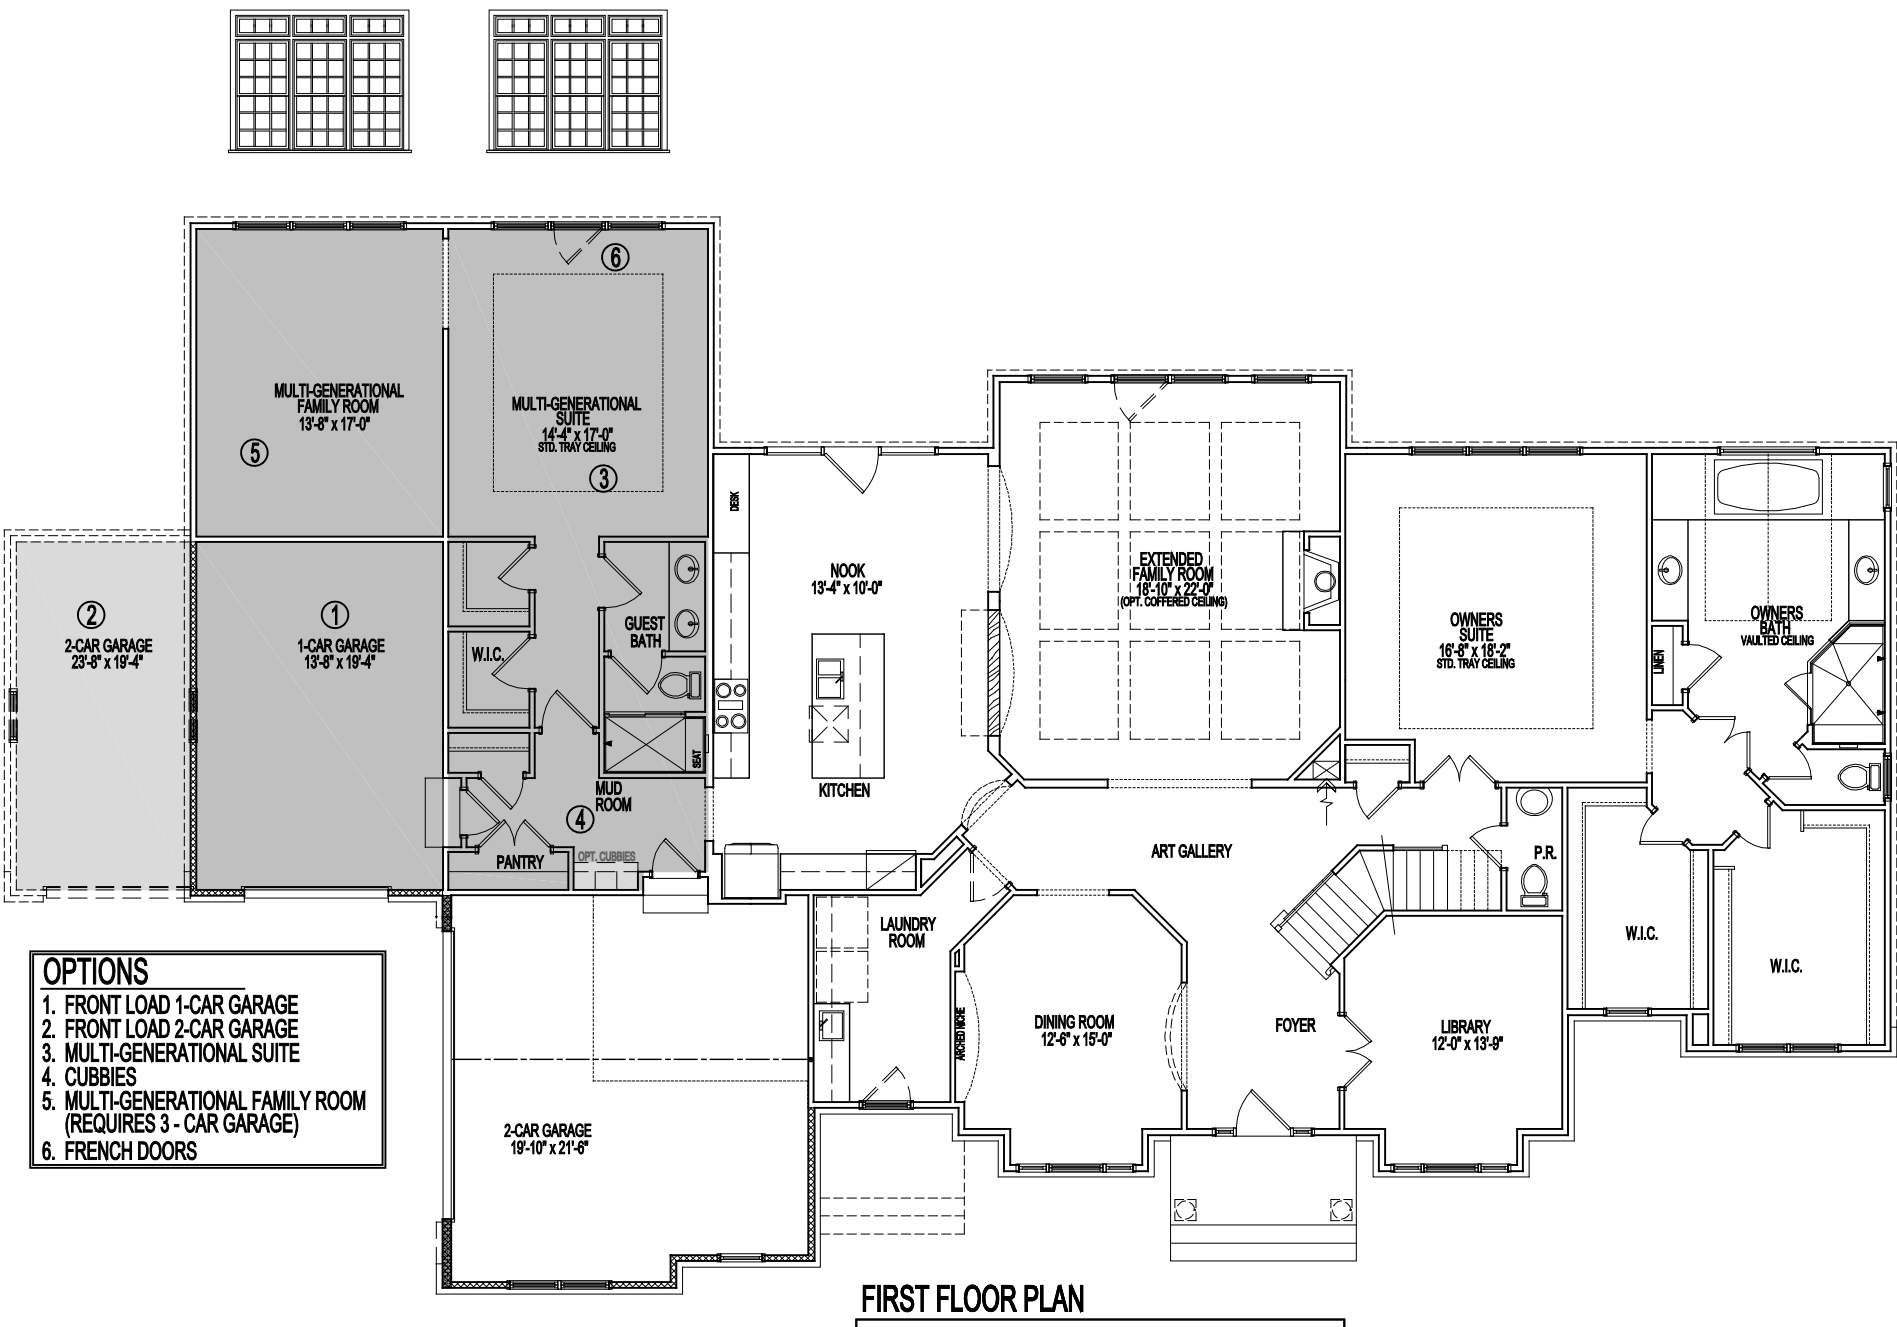 6
MULTI-GENERATIONAL
FAMILY ROOM
13'-8" x 17'-0"
5
MULTI-GENERATIONAL
SUITE
14'-4" x 17'-0"
STD. TRAY CEILING
3
DESK
NOOK
13'-4" x 10'-0"
EXTENDED
FAMILY ROOM
18'-10" x 22'-0"
(OPT. COFFERED CEILING)
2
2-CAR GARAGE
23'-8" x 19'-4"
1
1-CAR GARAGE
13'-8" x 19'-4"
W.I.C.
GUEST
BATH
SEAT
OWNERS
SUITE
16'-8" x 18'-2"
STD. TRAY CEILING
OWNERS
BATH
VAULTED CEILING
LINEN
MUD
ROOM
4
KITCHEN
PANTRY
OPT. CUBBIES
ART GALLERY
P.R.
LAUNDRY
ROOM
W.I.C.
W.I.C.
ARCHED NICHE
DINING ROOM
12'-6" x 15'-0"
FOYER
LIBRARY
12'-0" x 13'-9"
2-CAR GARAGE
19'-10" x 21'-6"
OPTIONS
1. FRONT LOAD 1-CAR GARAGE
2. FRONT LOAD 2-CAR GARAGE
3. MULTI-GENERATIONAL SUITE
4. CUBBIES
5. MULTI-GENERATIONAL FAMILY ROOM
(REQUIRES 3 - CAR GARAGE)
6. FRENCH DOORS
FIRST FLOOR PLAN